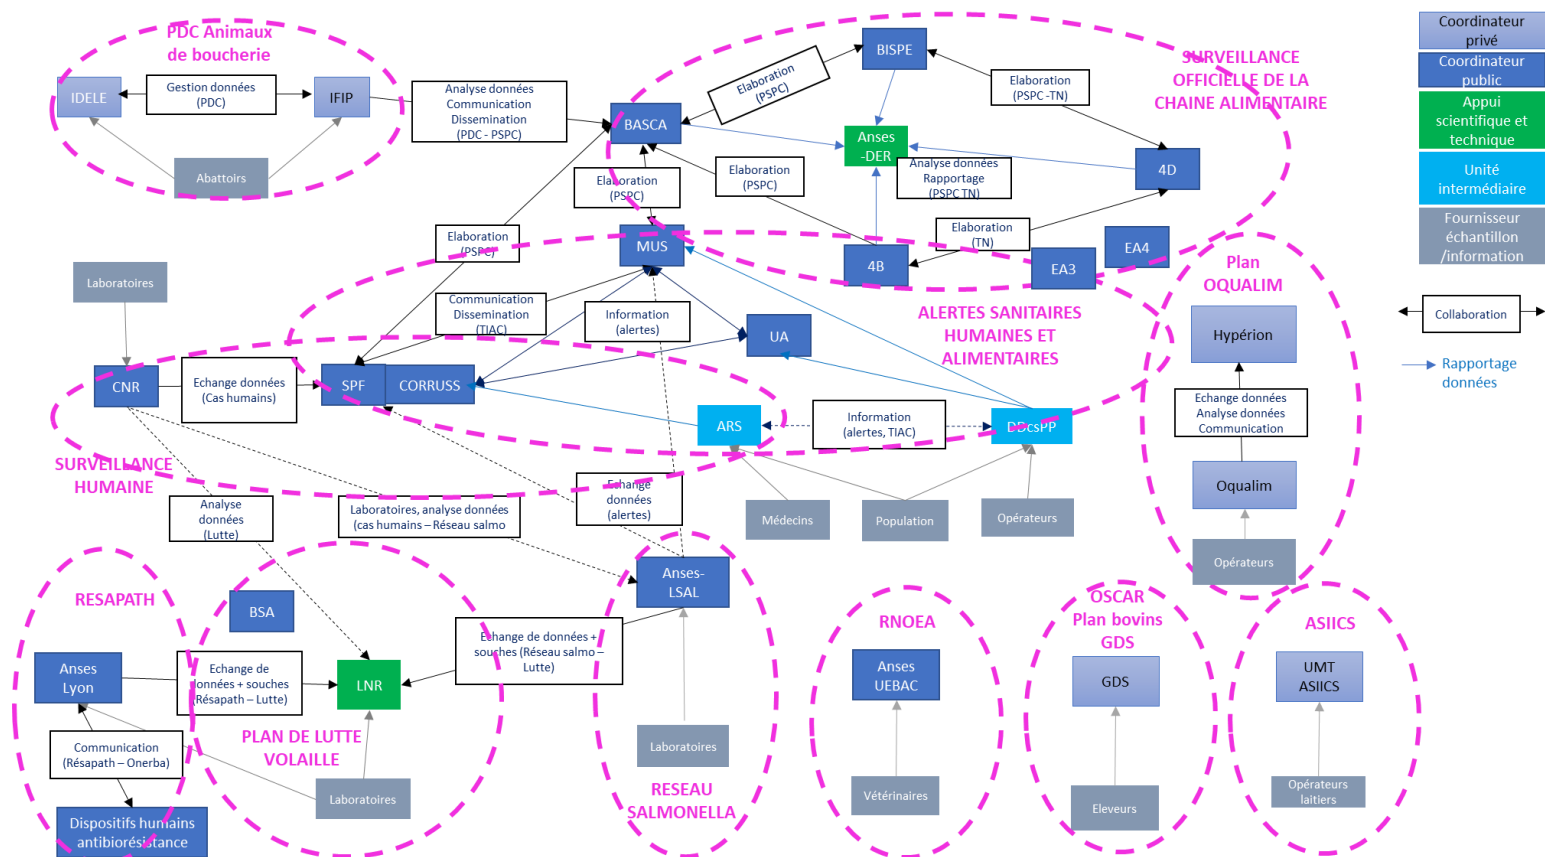 PDC Animaux
de boucherie
IDELE
Gestion données
(PDC)
IFIP
Abattoirs
Analyse données
Communication
Dissemination
(PDC - PSPC)
BASCA
Elaboration
(PSPC)
BISPE
Elaboration
(PSPC -TN)
SURVEILLANCE
OFFICIELLE DE LA
CHAINE ALIMENTAIRE
Anses
-DER
Analyse données
Rapportage
(PSPC TN)
4D
Elaboration
(PSPC)
Elaboration
(PSPC)
Elaboration
(PSPC)
Elaboration
(TN)
MUS
4B
EA3
EA4
Coordinateur
privé
Coordinateur
public
Appui
scientifique et
technique
Unité
intermédiaire
Fournisseur
échantillon
/information
Collaboration
Rapportage
données
Laboratoires
CNR
Echange données
(Cas humains)
SPF
CORRUSS
Communication
Dissemination
(TIAC)
Information
(alertes)
UA
ALERTES SANITAIRES
HUMAINES ET
ALIMENTAIRES
ARS
Information
(alertes, TIAC)
DDcsPP
SURVEILLANCE
HUMAINE
Analyse
données
(Lutte)
Laboratoires, analyse données
(cas humains – Réseau salmo
Echange
données
(alertes)
Médecins
Population
Opérateurs
Plan
OQUALIM
Hypérion
Echange données
Analyse données
Communication
Oqualim
Opérateurs
RESAPATH
Anses
Lyon
Echange de
données + souches
(Résapath – Lutte)
Communication
(Résapath – Onerba)
Dispositifs humains
antibiorésistance
BSA
LNR
PLAN DE LUTTE
VOLAILLE
Laboratoires
Echange de données +
souches (Réseau salmo –
Lutte)
Anses-
LSAL
Laboratoires
RESEAU
SALMONELLA
RNOEA
Anses
UEBAC
Vétérinaires
OSCAR
Plan bovins
GDS
GDS
Eleveurs
ASIICS
UMT
ASIICS
Opérateurs
laitiers